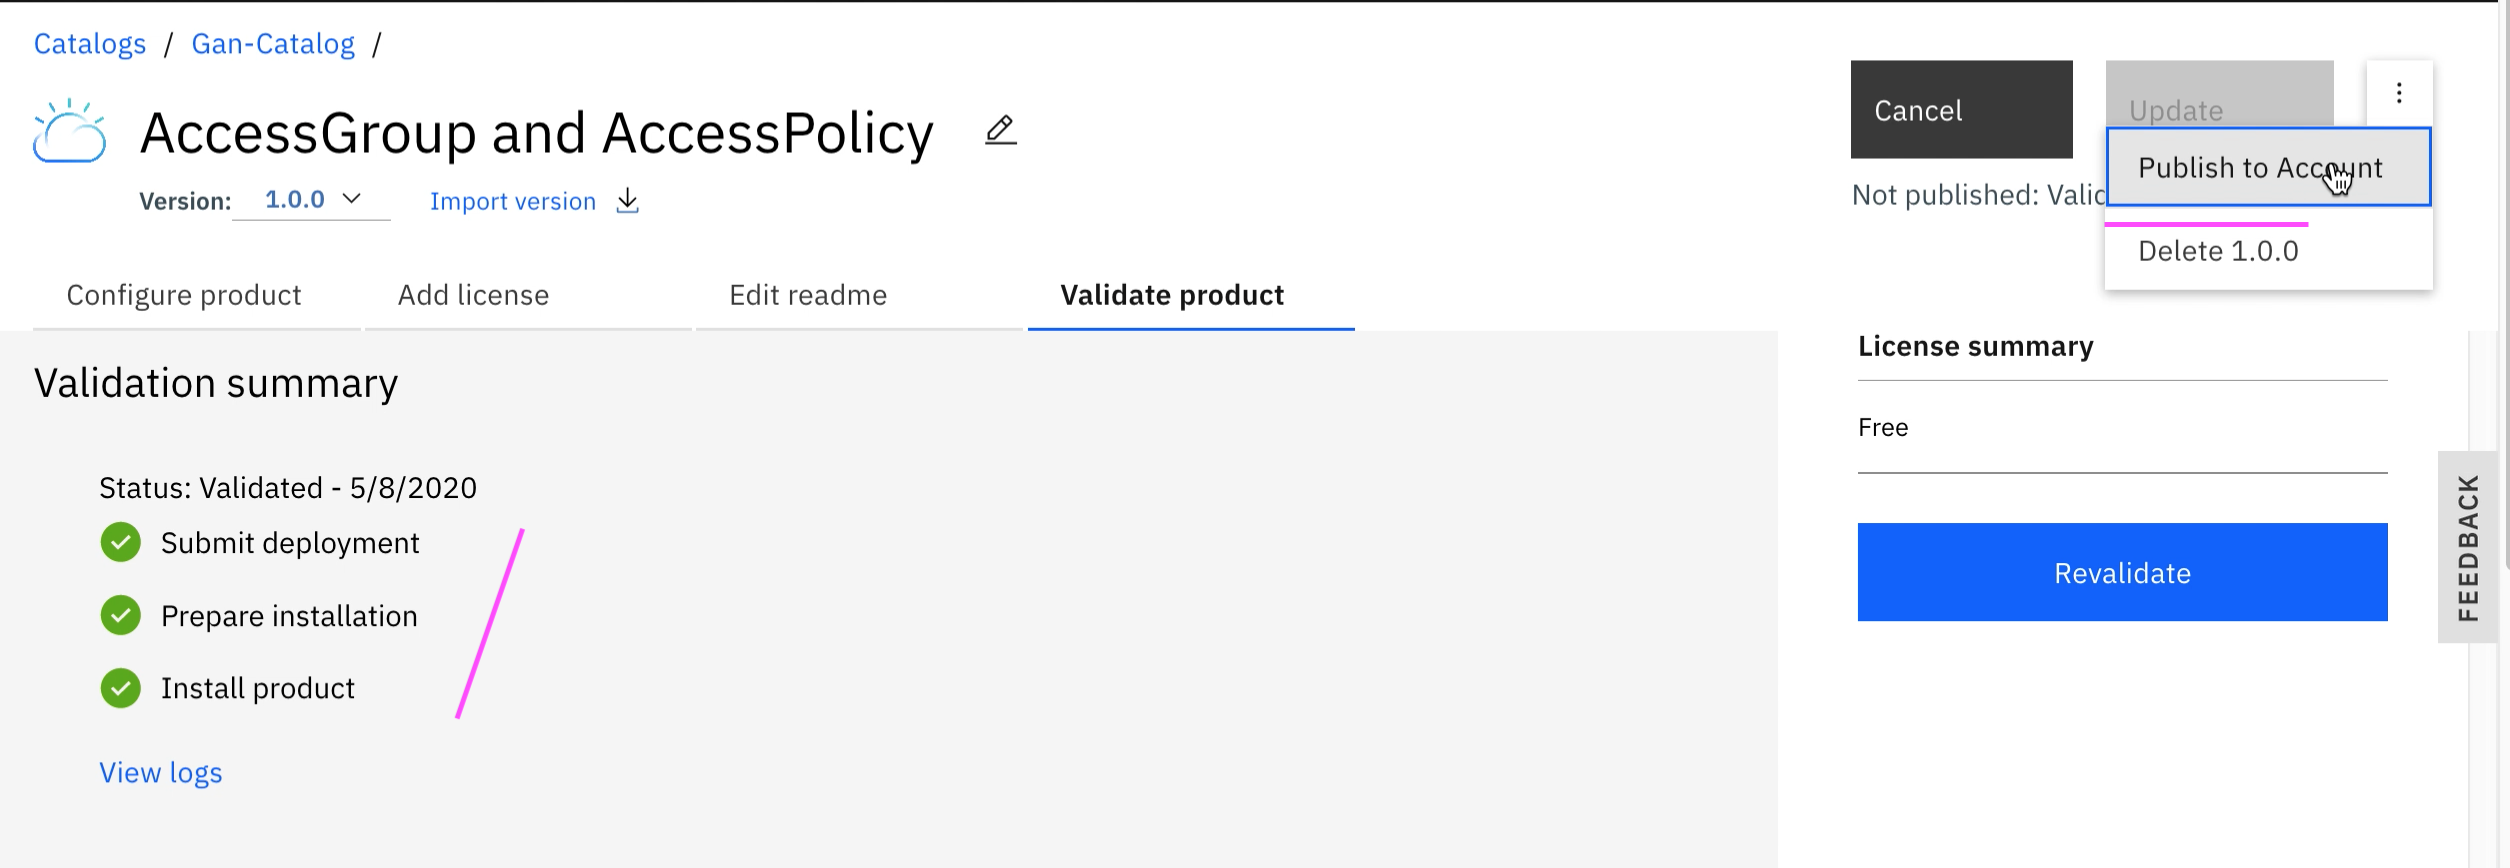 Catalogs / Gan-Catalog /
AccessGroup and AccessPolicy
Version: 1.0.0
Import version
Cancel
Update
Publish to Account
Not published: Valid
Delete 1.0.0
Configure product
Add license
Edit readme
Validate product
Validation summary
Status: Validated - 5/8/2020
Submit deployment
Prepare installation
Install product
View logs
License summary
Free
Revalidate
FEEDBACK